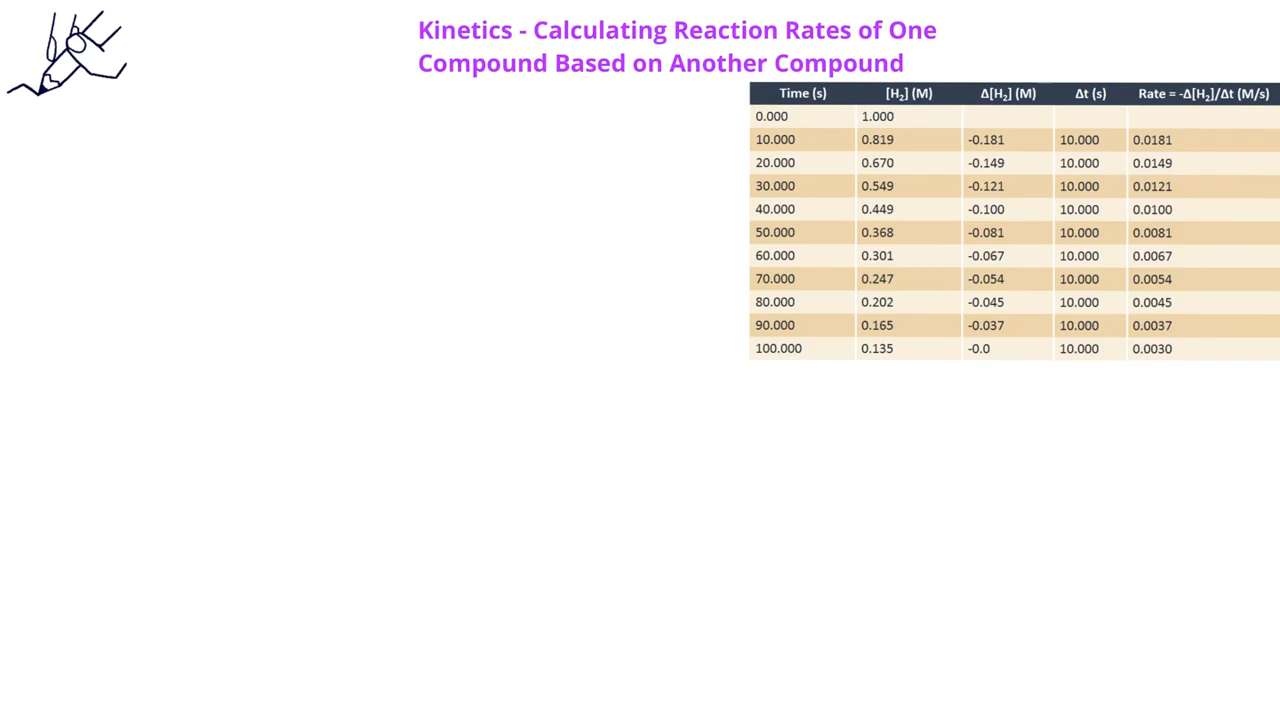 Kinetics - Calculating Reaction Rates of One
Compound Based on Another Compound
Time (s) [H₂] (M) Δ[H₂] (M) Δt (s) Rate = -Δ[H₂]/Δt (M/s)
0.000 1.000
10.000 0.819 -0.181 10.000 0.0181
20.000 0.670 -0.149 10.000 0.0149
30.000 0.549 -0.121 10.000 0.0121
40.000 0.449 -0.100 10.000 0.0100
50.000 0.368 -0.081 10.000 0.0081
60.000 0.301 -0.067 10.000 0.0067
70.000 0.247 -0.054 10.000 0.0054
80.000 0.202 -0.045 10.000 0.0045
90.000 0.165 -0.037 10.000 0.0037
100.000 0.135 -0.0 10.000 0.0030